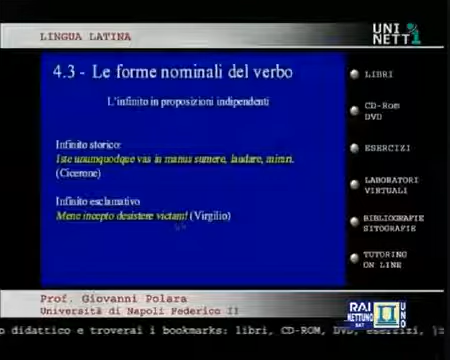 LINGUA LATINA
UNI
NETT1
4.3 - Le forme nominali del verbo
L'infinito in proposizioni indipendenti
Infinito storico:
Iste unumquodque vas in manus sumere, laudare, mirari.
(Cicerone)
Infinito esclamativo
Mene incepto desistere victam! (Virgilio)
LIBRI
CD-Rom
DVD
ESERCIZI
LABORATORI
VIRTUALI
BIBLIOGRAFIE
SITOGRAFIE
TUTORING
ON LINE
Prof. Giovanni Polara
Università di Napoli Federico II
RAI
NETTUNO
SAT
UNO
o didattico e troverai i bookmarks: libri, CD-ROM, DVD, esercizi,